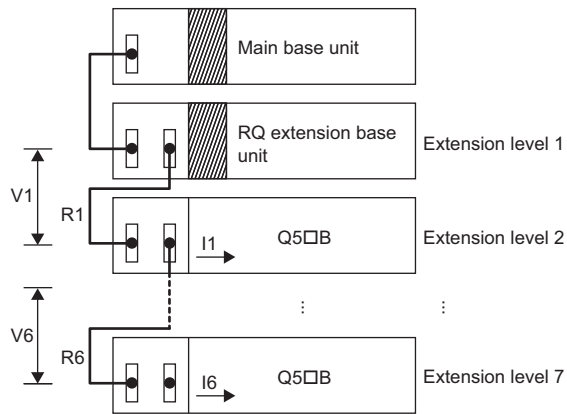 Main base unit
RQ extension base
unit
Extension level 1
V1
R1
I1
Q5□B
Extension level 2
⋮
⋮
V6
R6
I6
Q5□B
Extension level 7